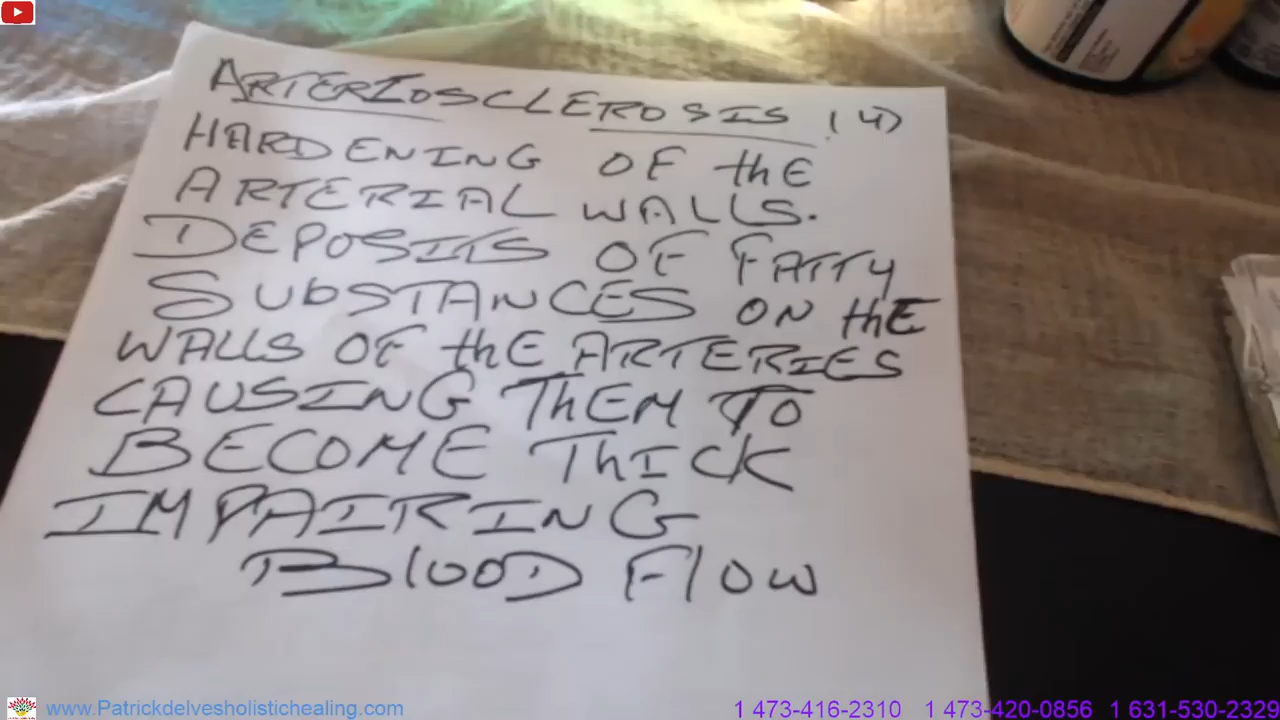 ARTERIOSCLEROSIS (4)
HARDENING OF thE
ARTERIAL WALLS.
DEPOSITS OF FATTY
SUbSTANCES ON thE
WALLS OF thE ARTERIES
CAUSING ThEM TO
BECOME ThICK
IMPAIRING
BlOOD FlOW
www.Patrickdelvesholistichealing.com 1 473-416-2310 1 473-420-0856 1 631-530-2329